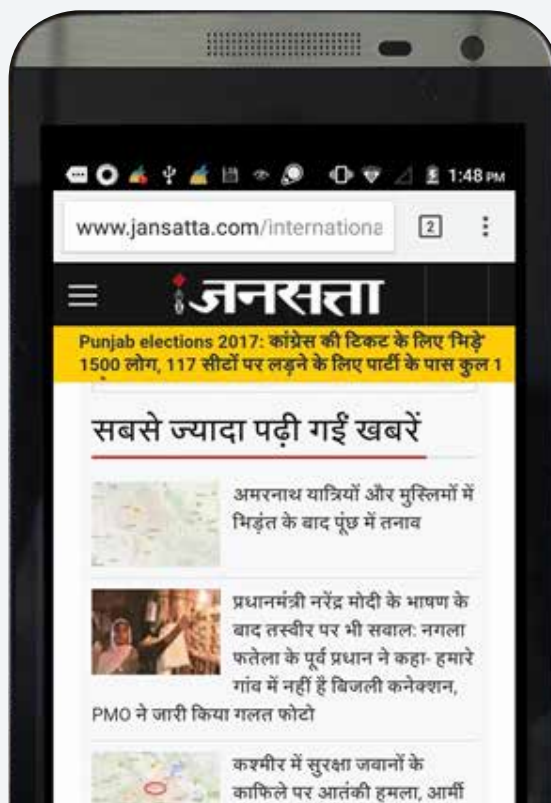 1:48 PM
www.jansatta.com/internationa
2
जनसत्ता
Punjab elections 2017: कांग्रेस की टिकट के लिए 'भिड़े'
1500 लोग, 117 सीटों पर लड़ने के लिए पार्टी के पास कुल 1
सबसे ज्यादा पढ़ी गईं खबरें
अमरनाथ यात्रियों और मुस्लिमों में
भिड़ंत के बाद पूंछ में तनाव
प्रधानमंत्री नरेंद्र मोदी के भाषण के
बाद तस्वीर पर भी सवाल: नगला
फतेला के पूर्व प्रधान ने कहा- हमारे
गांव में नहीं है बिजली कनेक्शन,
PMO ने जारी किया गलत फोटो
कश्मीर में सुरक्षा जवानों के
काफिले पर आतंकी हमला, आर्मी